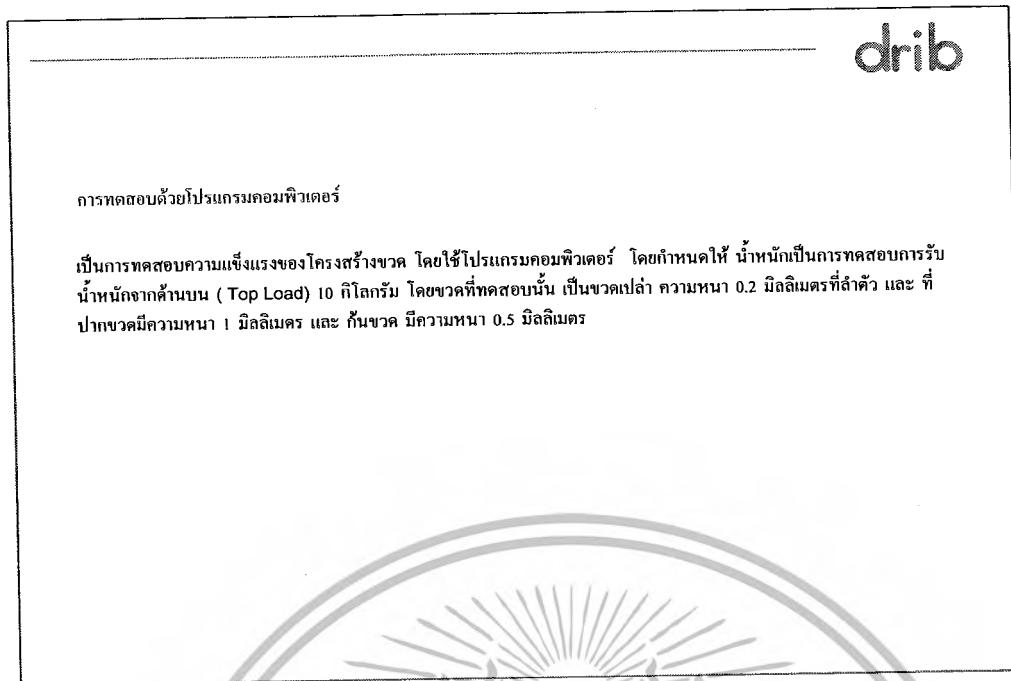 drib
การทดสอบด้วยโปรแกรมคอมพิวเตอร์
เป็นการทดสอบความแข็งแรงของโครงสร้างขวด โดยใช้โปรแกรมคอมพิวเตอร์ โดยกำหนดให้ น้ำหนักเป็นการทดสอบการรับ
น้ำหนักจากด้านบน ( Top Load) 10 กิโลกรัม โดยขวดที่ทดสอบนั้น เป็นขวดเปล่า ความหนา 0.2 มิลลิเมตรที่ลำตัว และ ที่
ปากขวดมีความหนา 1 มิลลิเมตร และ ก้นขวด มีความหนา 0.5 มิลลิเมตร